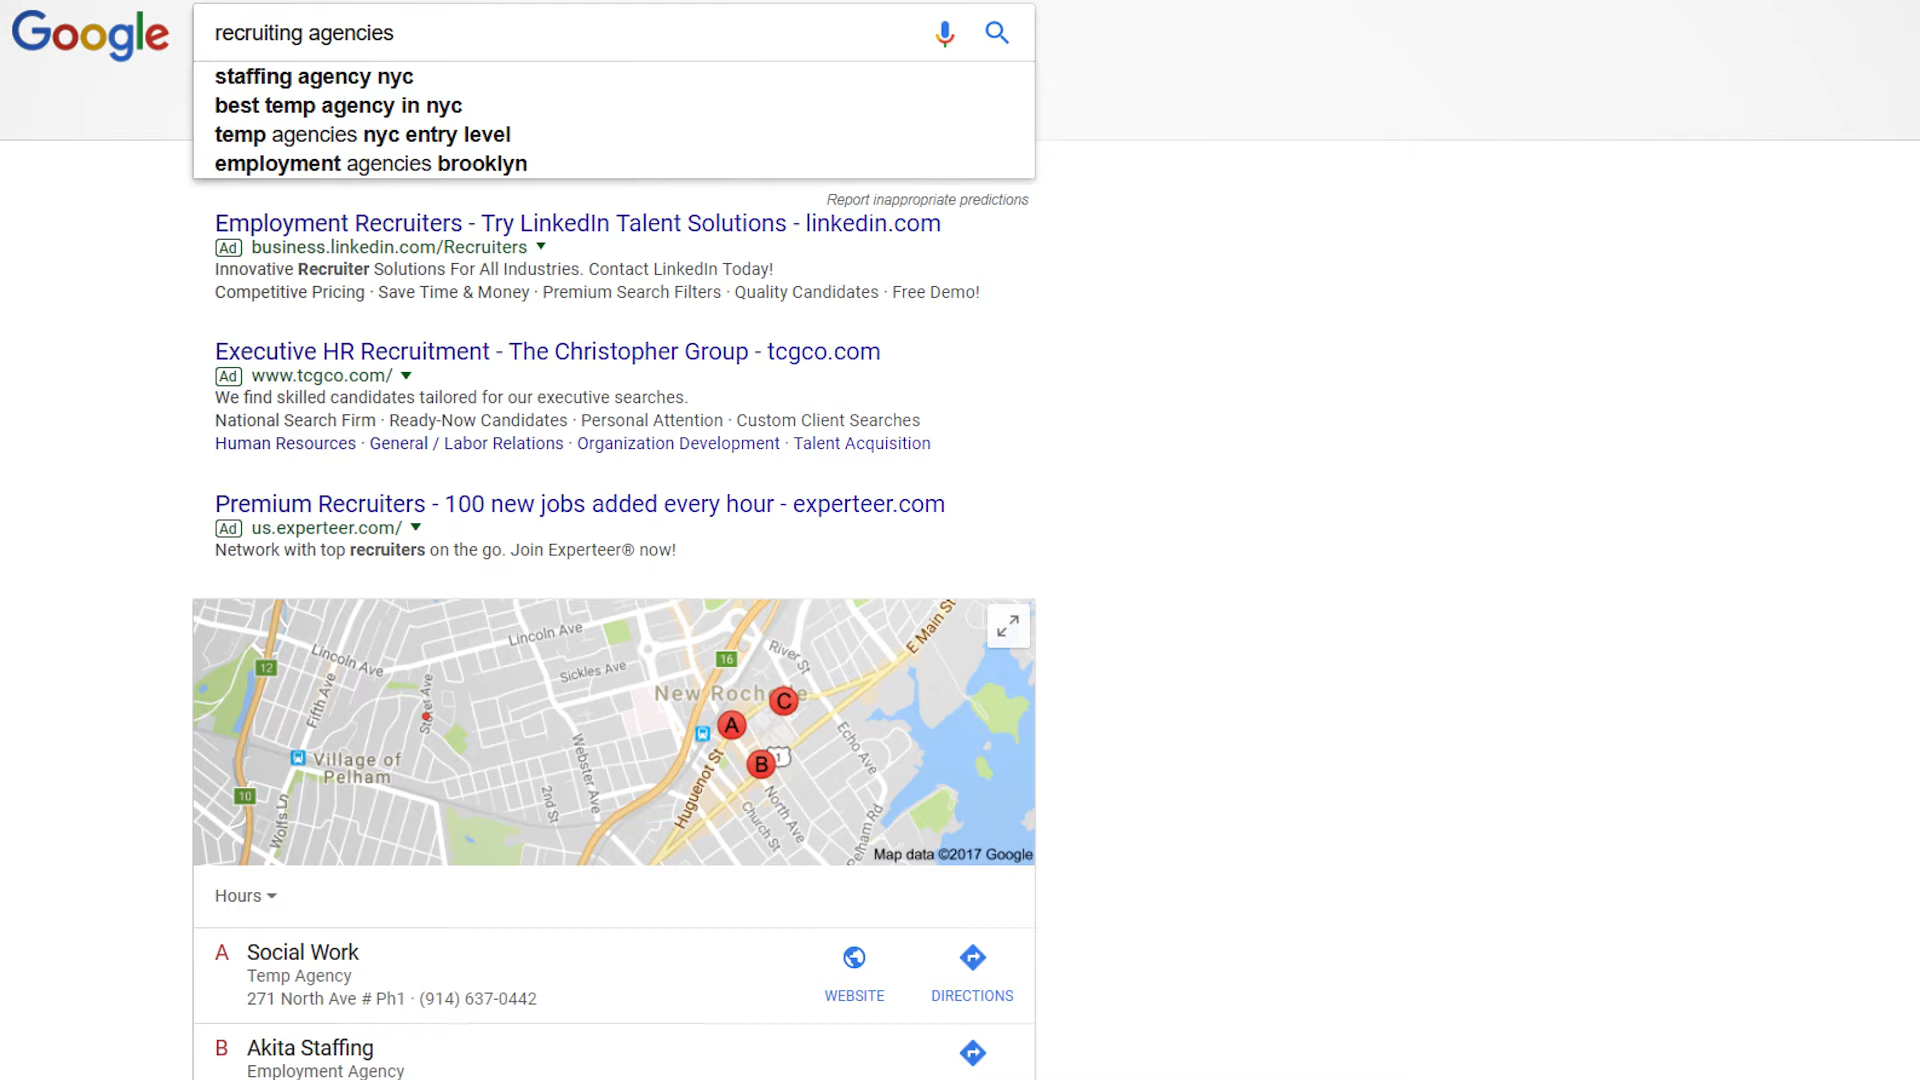 Google
recruiting agencies
staffing agency nyc
best temp agency in nyc
temp agencies nyc entry level
employment agencies brooklyn
Report inappropriate predictions
Employment Recruiters - Try LinkedIn Talent Solutions - linkedin.com
Ad business.linkedin.com/Recruiters
Innovative Recruiter Solutions For All Industries. Contact LinkedIn Today!
Competitive Pricing · Save Time & Money · Premium Search Filters · Quality Candidates · Free Demo!
Executive HR Recruitment - The Christopher Group - tcgco.com
Ad www.tcgco.com/
We find skilled candidates tailored for our executive searches.
National Search Firm · Ready-Now Candidates · Personal Attention · Custom Client Searches
Human Resources · General / Labor Relations · Organization Development · Talent Acquisition
Premium Recruiters - 100 new jobs added every hour - experteer.com
Ad us.experteer.com/
Network with top recruiters on the go. Join Experteer® now!
E Main St
Lincoln Ave
Lincoln Ave
River St
16
12
Sickles Ave
Fifth Ave
New Roch
C
A
Echo Ave
Village of
Pelham
Webster Ave
B
1
Huguenot St
10
2nd St
North Ave
Wolfs Ln
Church St
Pelham Rd
Map data ©2017 Google
Hours
A Social Work
Temp Agency
271 North Ave # Ph1 · (914) 637-0442
WEBSITE
DIRECTIONS
B Akita Staffing
Employment Agency